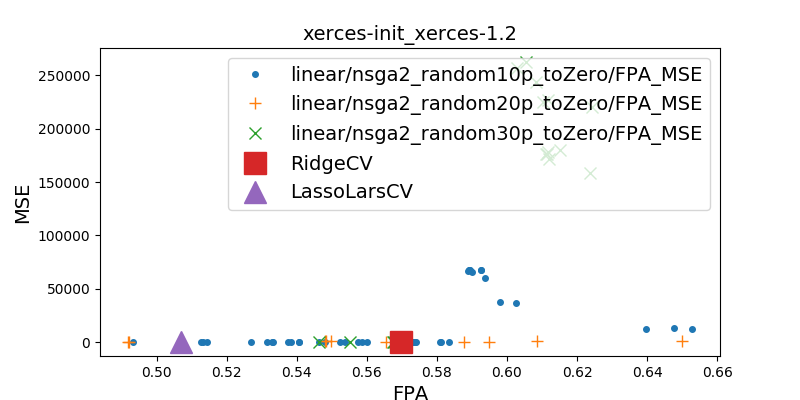 xerces-init_xerces-1.2
MSE
250000
200000
150000
100000
50000
0
linear/nsga2_random10p_toZero/FPA_MSE
linear/nsga2_random20p_toZero/FPA_MSE
linear/nsga2_random30p_toZero/FPA_MSE
RidgeCV
LassoLarsCV
0.50 0.52 0.54 0.56 0.58 0.60 0.62 0.64 0.66
FPA